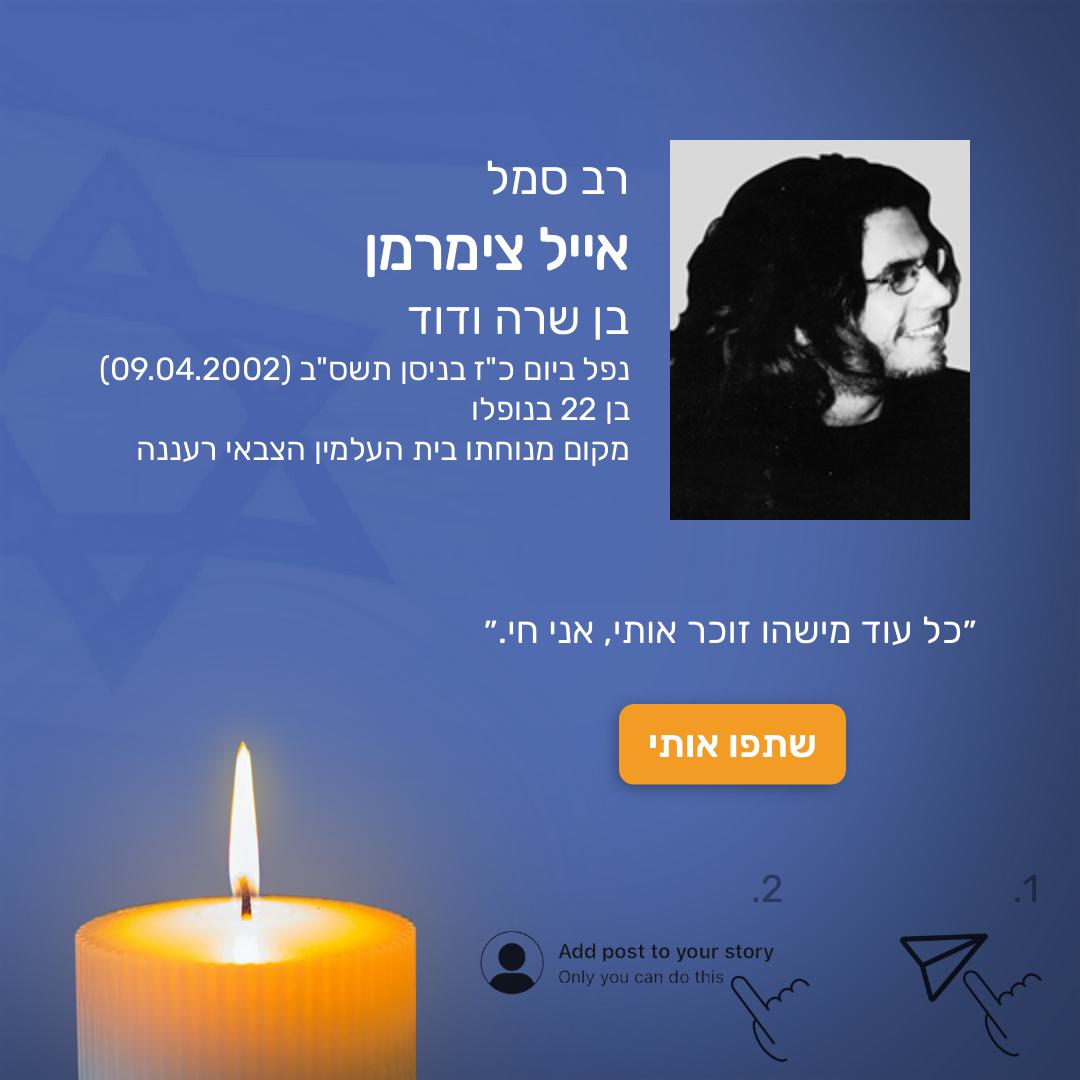 רב סמל
אייל צימרמן
בן שרה ודוד
נפל ביום כ"ז בניסן תשס"ב (09.04.2002)
בן 22 בנופלו
מקום מנוחתו בית העלמין הצבאי רעננה
״כל עוד מישהו זוכר אותי, אני חי.״
שתפו אותי
1.
2.
Add post to your story
Only you can do this